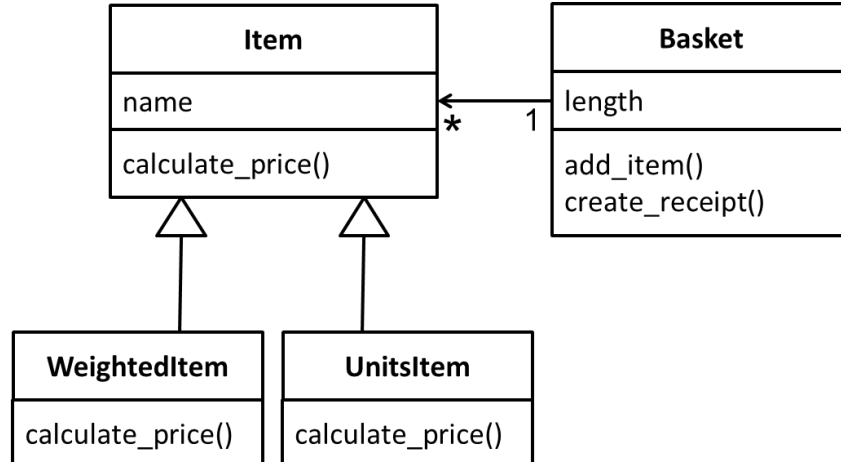 Item
name
calculate_price()
*
1
Basket
length
add_item()
create_receipt()
WeightedItem
calculate_price()
UnitsItem
calculate_price()